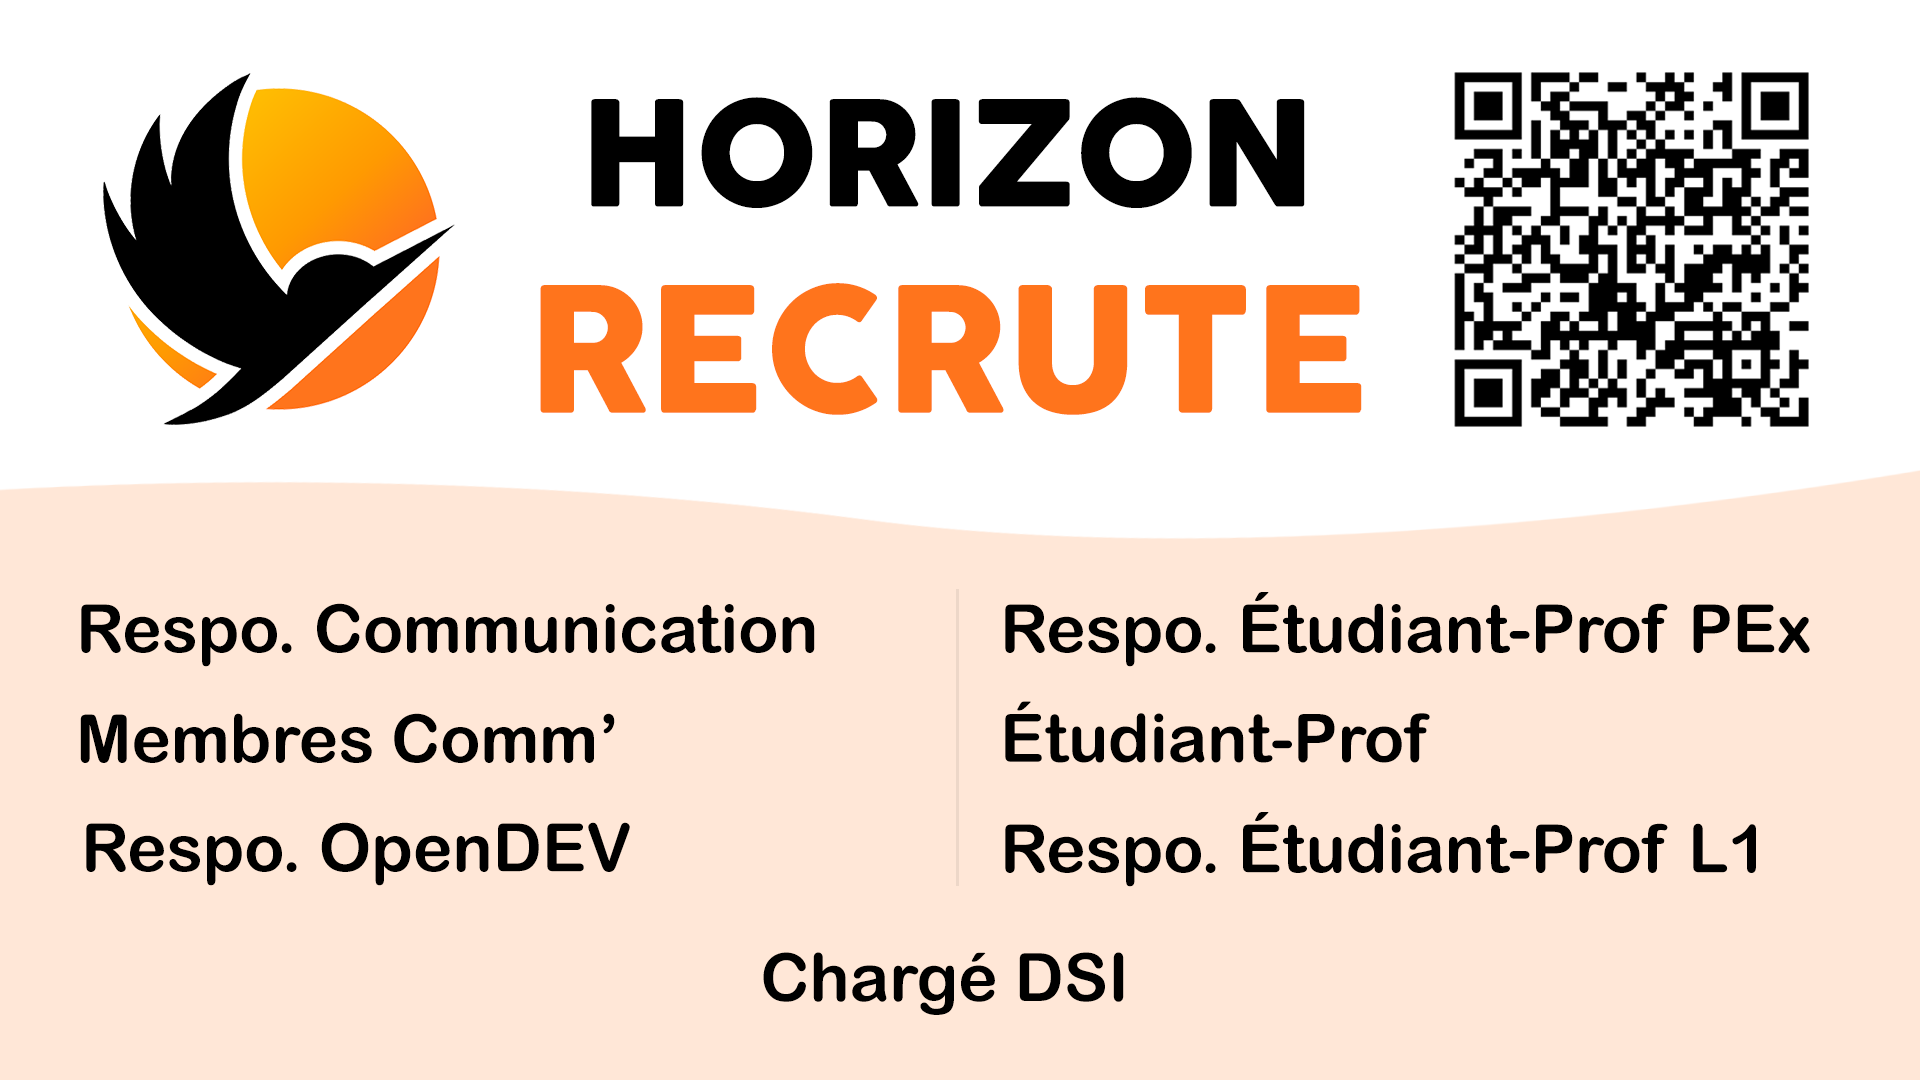 HORIZON
RECRUTE
Respo. Communication
Membres Comm’
Respo. OpenDEV
Respo. Étudiant-Prof PEx
Étudiant-Prof
Respo. Étudiant-Prof L1
Chargé DSI